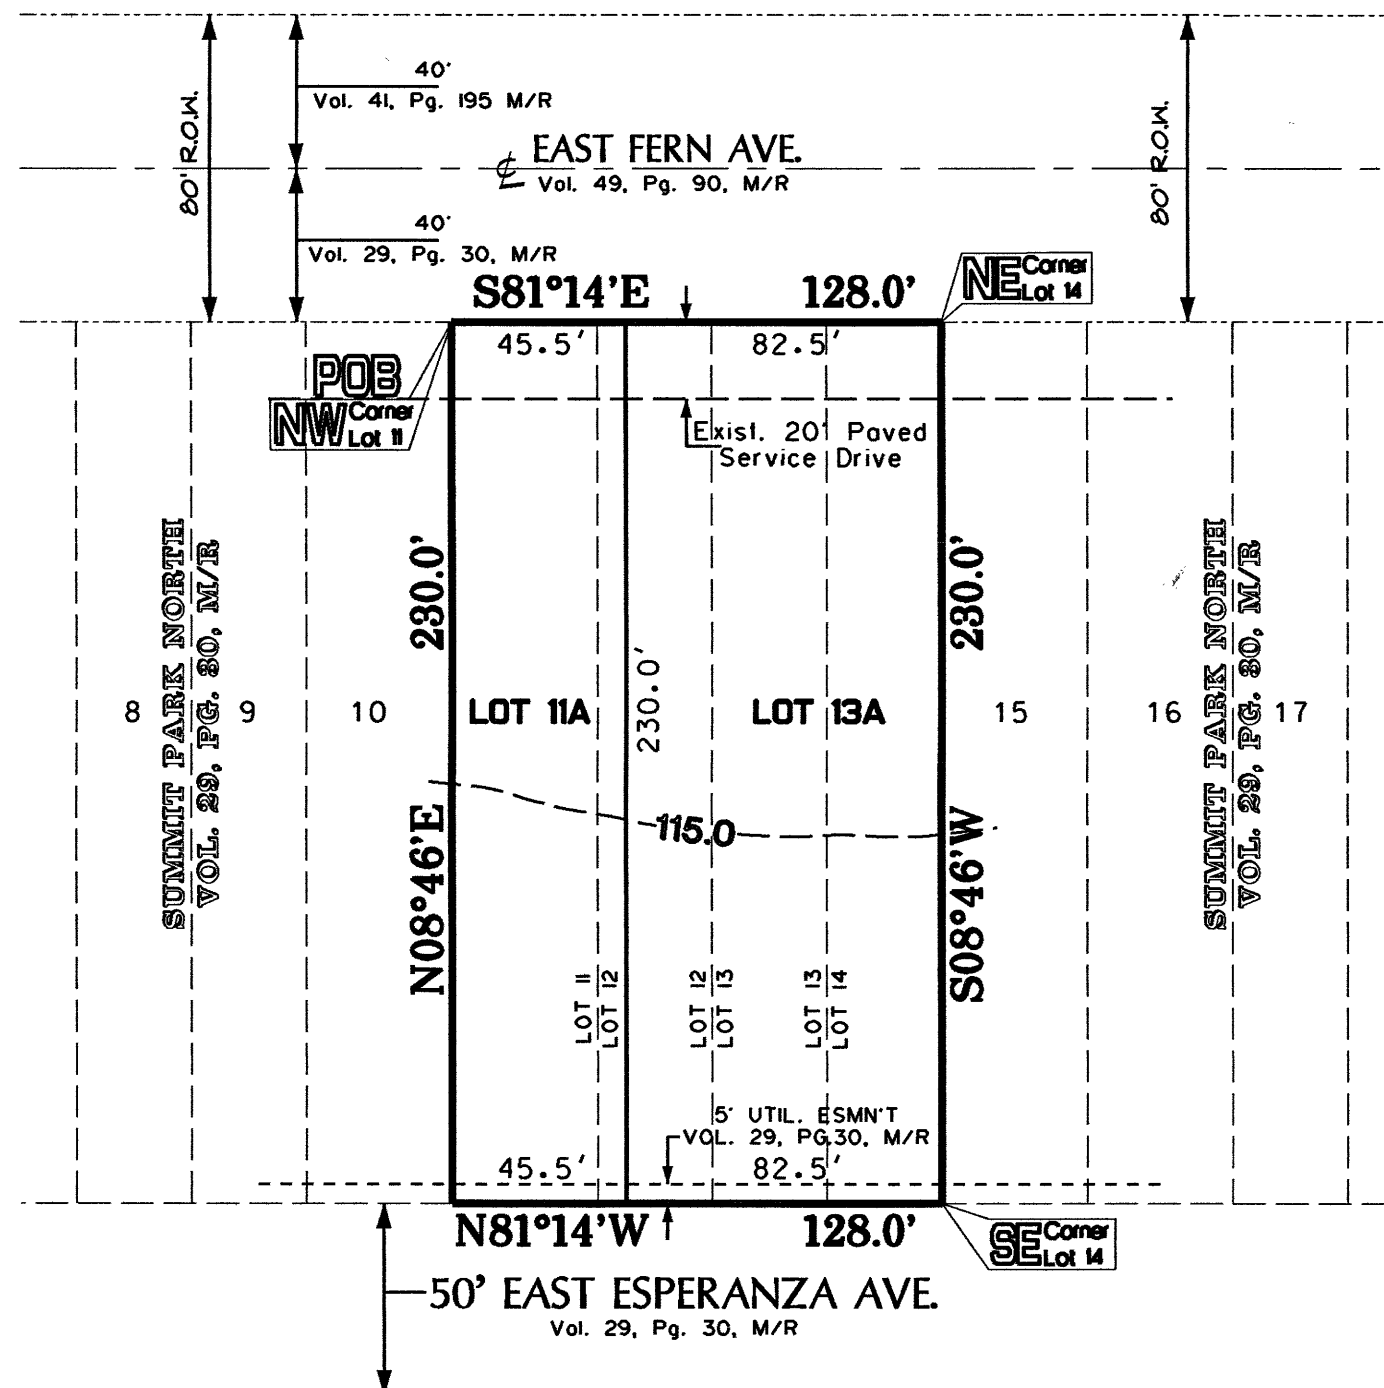 40'
Vol. 41, Pg. 195 M/R
80' R.O.W.
80' R.O.W.
EAST FERN AVE.
℄ Vol. 49, Pg. 90, M/R
40'
Vol. 29, Pg. 30, M/R
S81°14'E 128.0'
NE Corner
Lot 14
45.5' 82.5'
POB
NW Corner
Lot 11
Exist. 20' Paved
Service Drive
SUMMIT PARK NORTH
VOL. 29, PG. 30, M/R
230.0'
230.0'
230.0'
SUMMIT PARK NORTH
VOL. 29, PG. 30, M/R
8 9 10 LOT 11A LOT 13A 15 16 17
115.0
N08°46'E
S08°46'W
LOT 11
LOT 12
LOT 12
LOT 13
LOT 13
LOT 14
5' UTIL. ESMN'T
VOL. 29, PG.30, M/R
45.5' 82.5'
N81°14'W 128.0'
SE Corner
Lot 14
50' EAST ESPERANZA AVE.
Vol. 29, Pg. 30, M/R